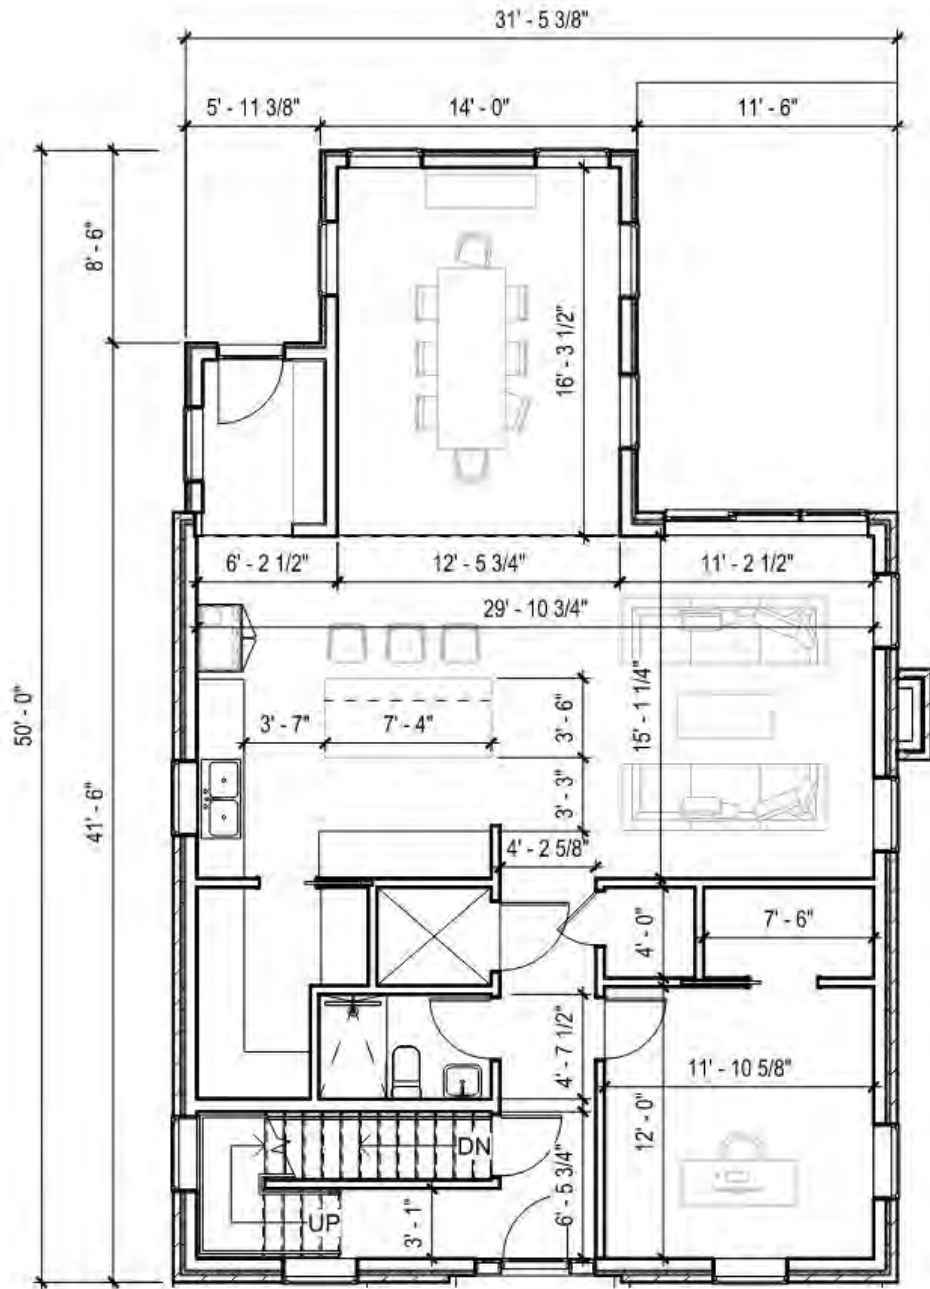 31' - 5 3/8"
5' - 11 3/8"
14' - 0"
11' - 6"
8' - 6"
16' - 3 1/2"
6' - 2 1/2"
12' - 5 3/4"
11' - 2 1/2"
29' - 10 3/4"
50' - 0"
41' - 6"
3' - 7"
7' - 4"
3' - 6"
15' - 1 1/4"
3' - 3"
4' - 2 5/8"
4' - 0"
7' - 6"
4' - 7 1/2"
11' - 10 5/8"
12' - 0"
DN
6' - 5 3/4"
UP
3' - 1"